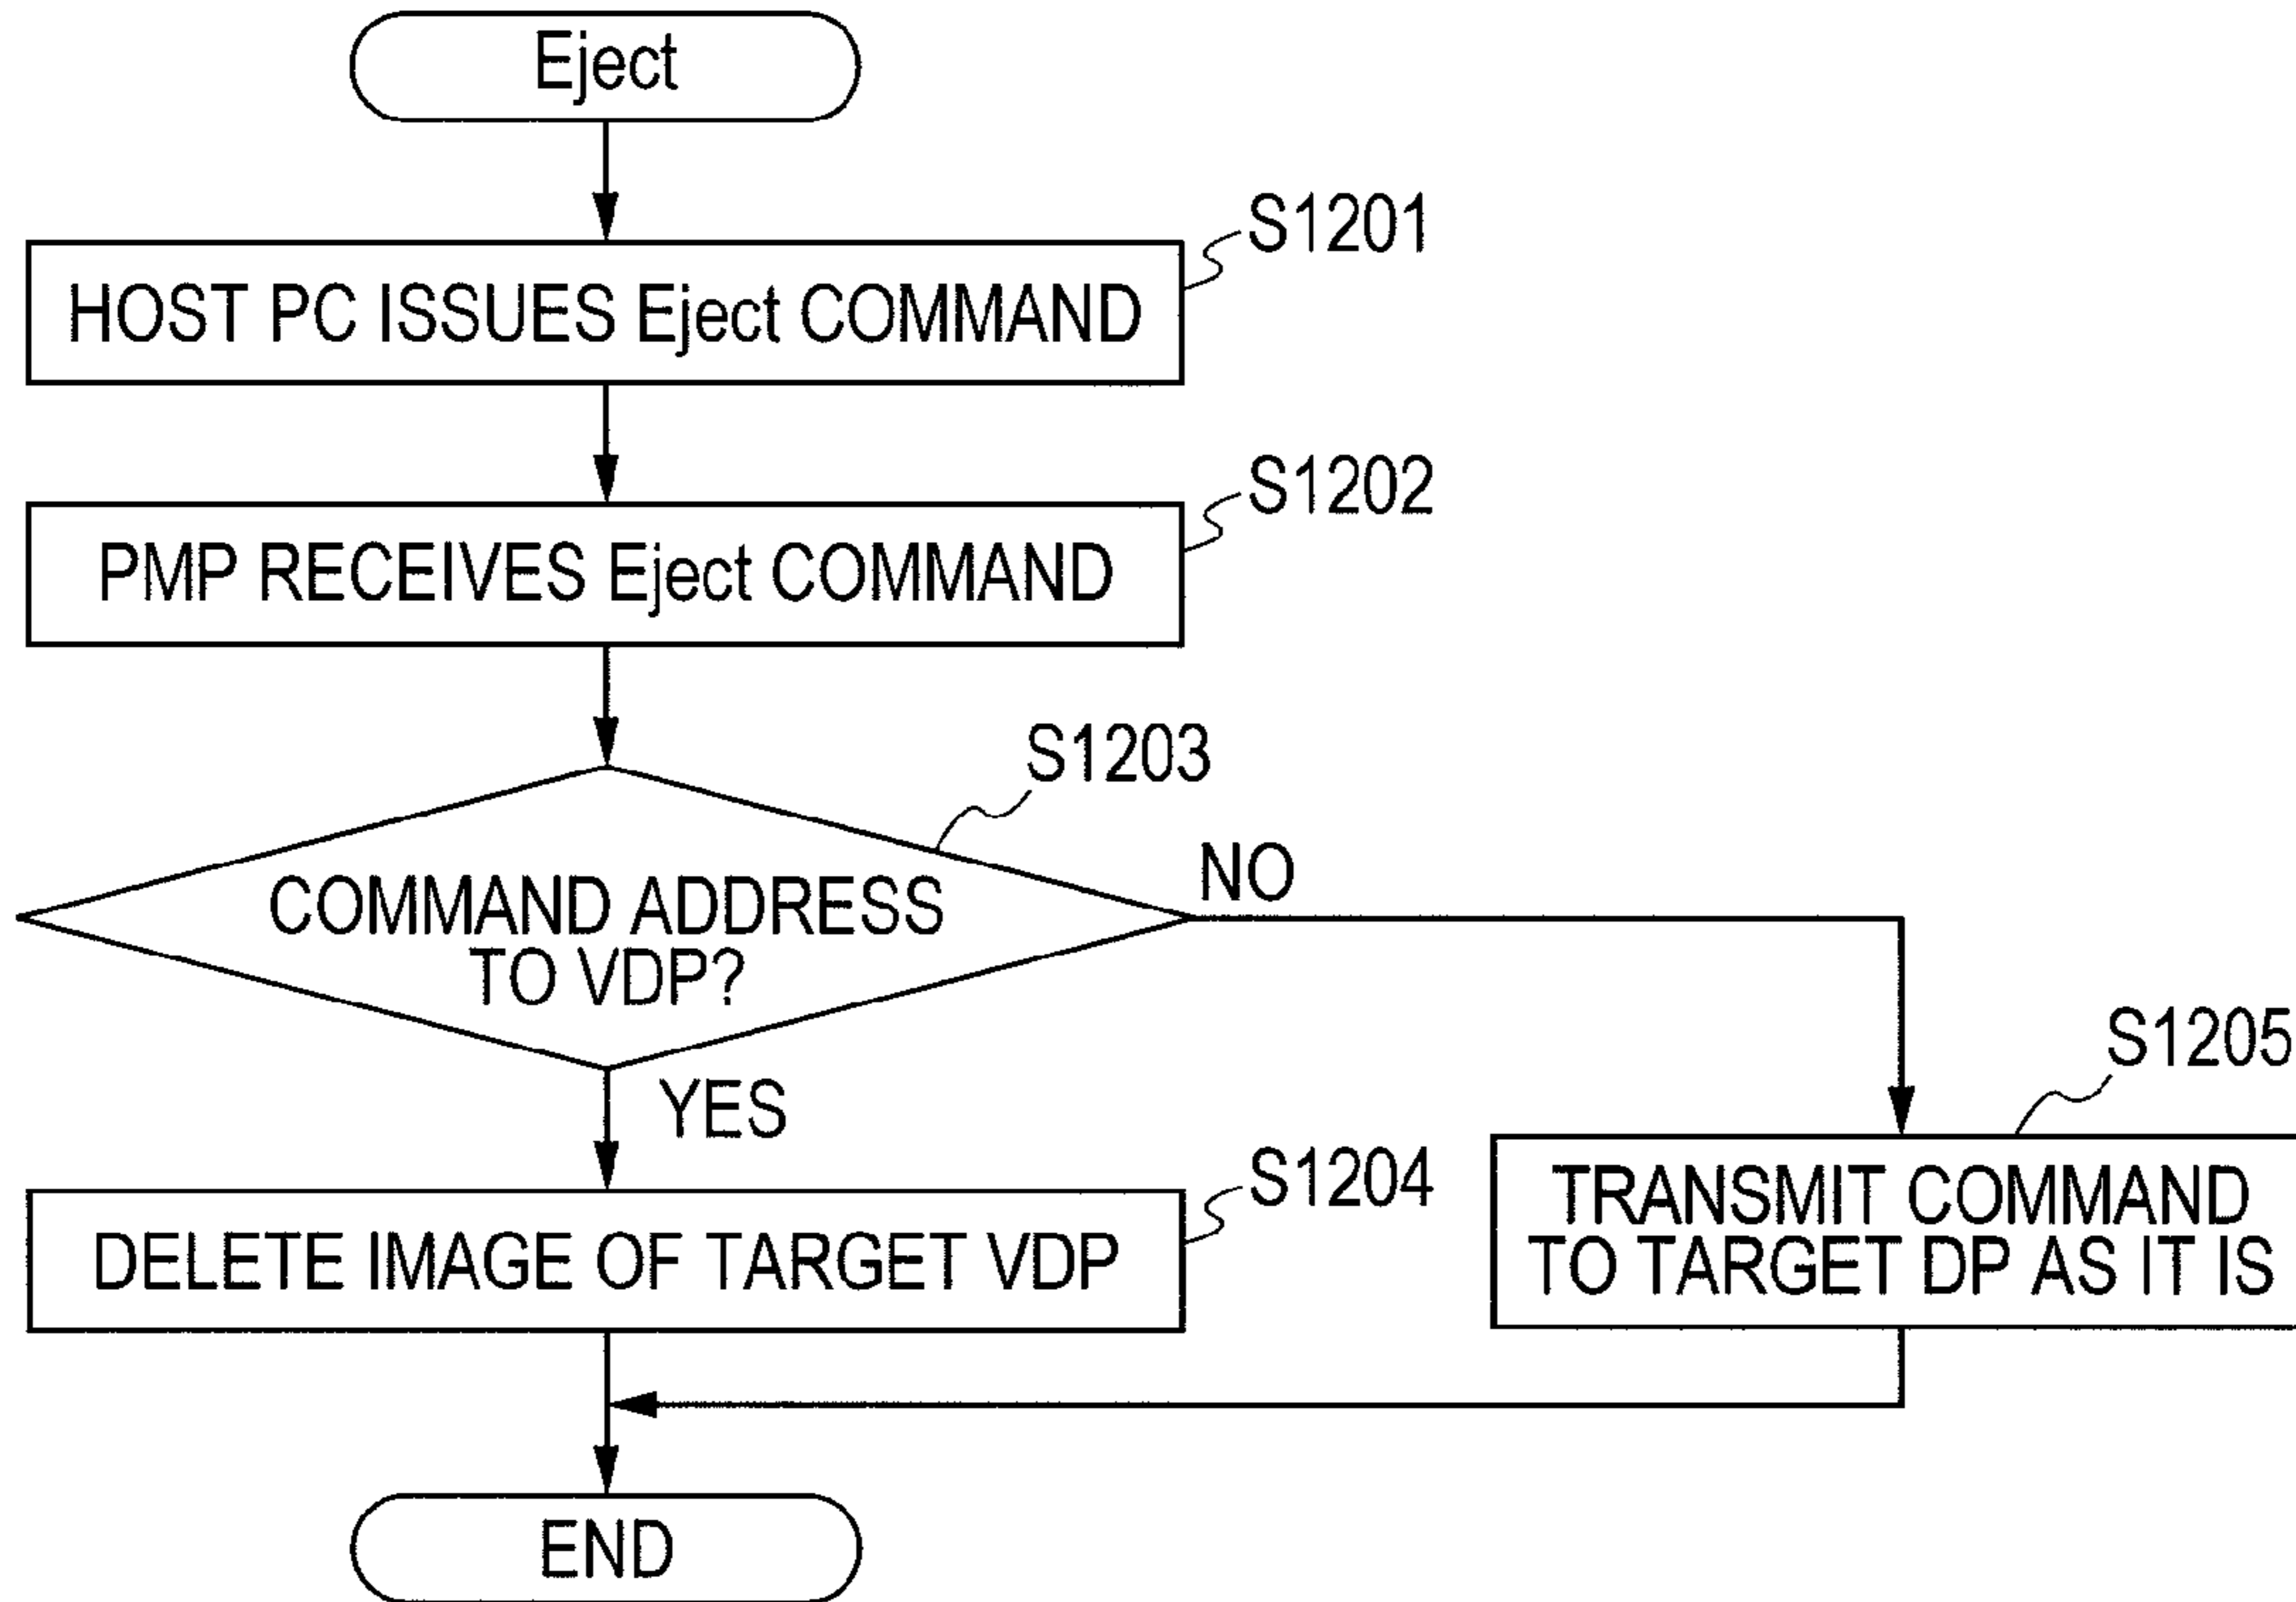 Eject
S1201
HOST PC ISSUES Eject COMMAND
S1202
PMP RECEIVES Eject COMMAND
S1203
COMMAND ADDRESS
TO VDP?
NO
YES
S1204
DELETE IMAGE OF TARGET VDP
S1205
TRANSMIT COMMAND
TO TARGET DP AS IT IS
END